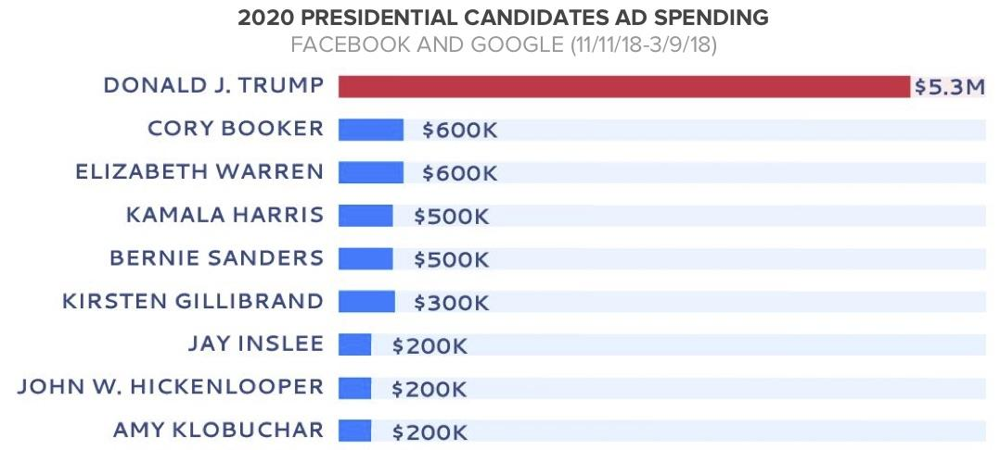 2020 PRESIDENTIAL CANDIDATES AD SPENDING
FACEBOOK AND GOOGLE (11/11/18-3/9/18)
DONALD J. TRUMP $5.3M
CORY BOOKER $600K
ELIZABETH WARREN $600K
KAMALA HARRIS $500K
BERNIE SANDERS $500K
KIRSTEN GILLIBRAND $300K
JAY INSLEE $200K
JOHN W. HICKENLOOPER $200K
AMY KLOBUCHAR $200K